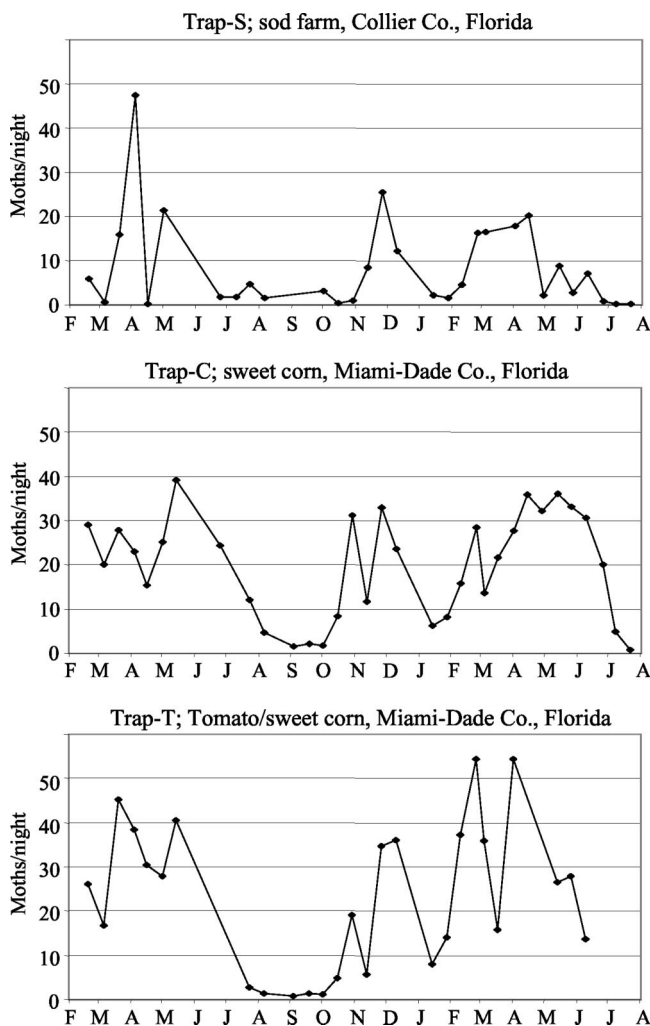 Trap-S; sod farm, Collier Co., Florida
Moths/night
50
40
30
20
10
0
F M A M J J A S O N D J F M A M J J A
Trap-C; sweet corn, Miami-Dade Co., Florida
Moths/night
50
40
30
20
10
0
F M A M J J A S O N D J F M A M J J A
Trap-T; Tomato/sweet corn, Miami-Dade Co., Florida
Moths/night
50
40
30
20
10
0
F M A M J J A S O N D J F M A M J J A